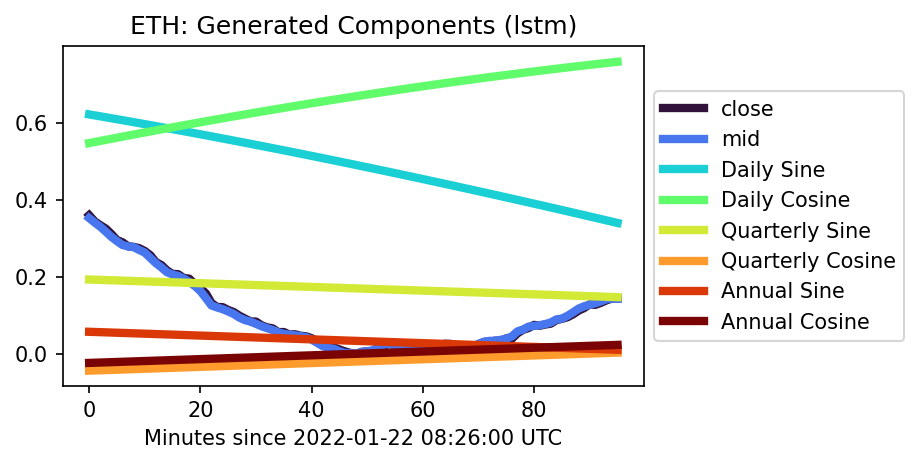 ETH: Generated Components (lstm)
0.6
0.4
0.2
0.0
0 20 40 60 80
Minutes since 2022-01-22 08:26:00 UTC
close
mid
Daily Sine
Daily Cosine
Quarterly Sine
Quarterly Cosine
Annual Sine
Annual Cosine